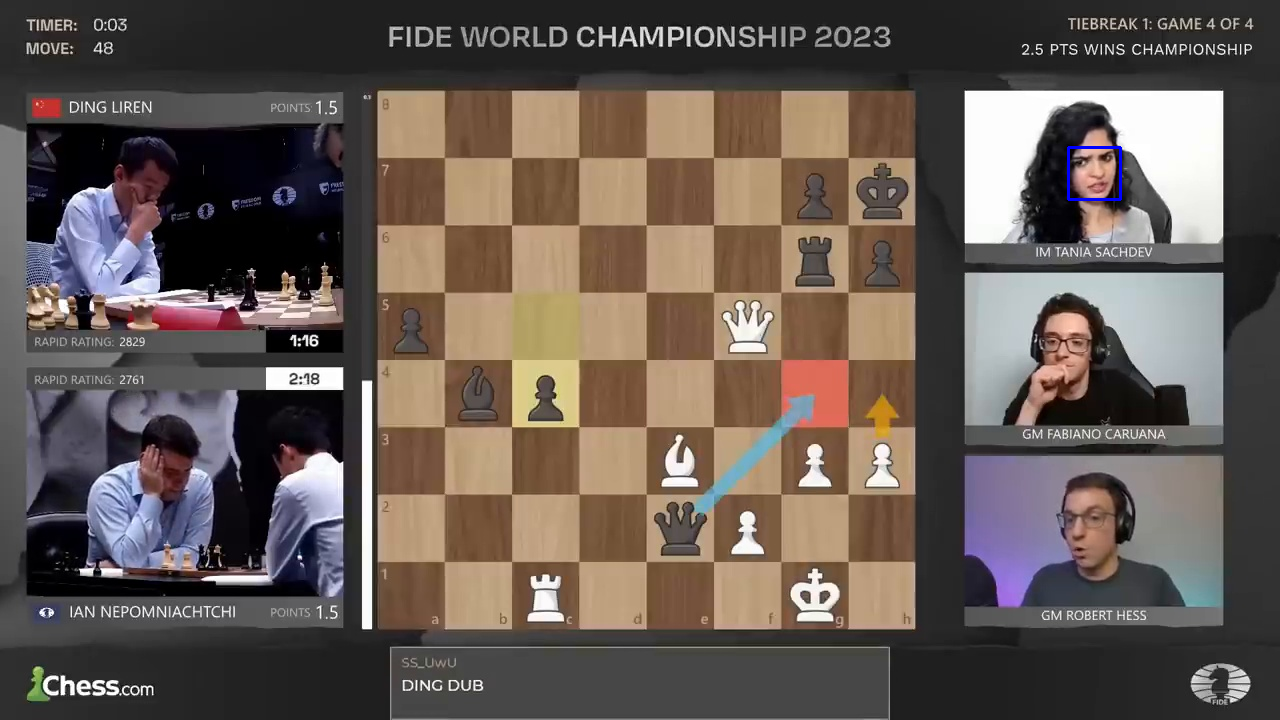 TIMER: 0:03
MOVE: 48
FIDE WORLD CHAMPIONSHIP 2023
TIEBREAK 1: GAME 4 OF 4
2.5 PTS WINS CHAMPIONSHIP
DING LIREN POINTS 1.5
RAPID RATING: 2829 1:16
RAPID RATING: 2761 2:18
IAN NEPOMNIACHTCHI POINTS 1.5
8
7
6
5
4
3
2
1
a b c d e f g h
IM TANIA SACHDEV
GM FABIANO CARUANA
GM ROBERT HESS
SS_UwU
DING DUB
Chess.com
FIDE